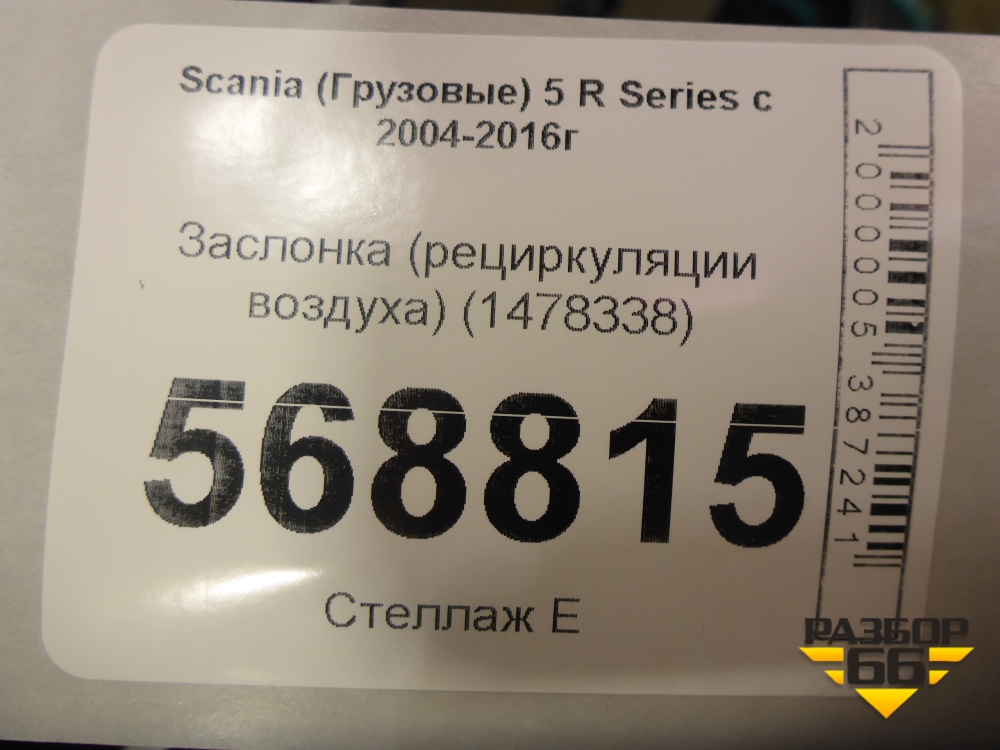 Scania (Грузовые) 5 R Series с
2004-2016г
Заслонка (рециркуляции
воздуха) (1478338)
568815
Стеллаж Е
2000005387241
РАЗБОР
66